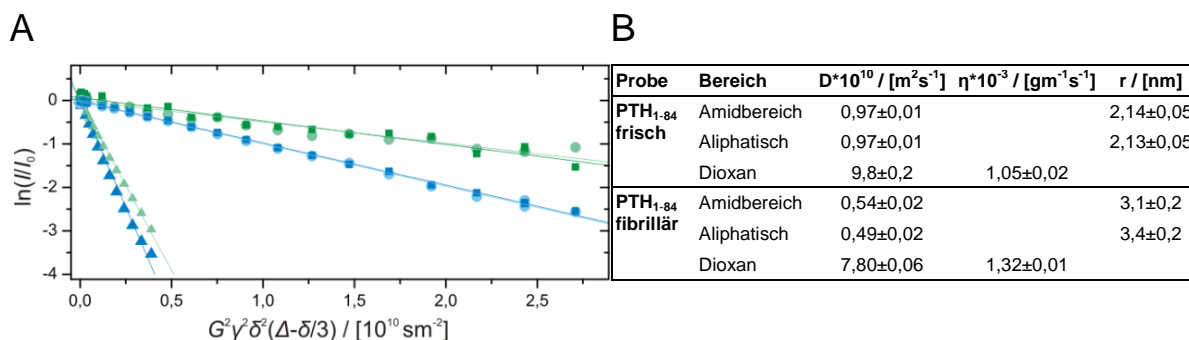 A
B
ln(I/I₀)
0
-1
-2
-3
-4
0,0 0,5 1,0 1,5 2,0 2,5
G²γ²δ²(Δ-δ/3) / [10¹⁰ sm⁻²]
Probe Bereich D*10¹⁰ / [m²s⁻¹] η*10⁻³ / [gm⁻¹s⁻¹] r / [nm]
PTH₁₋₈₄ Amidbereich 0,97±0,01 2,14±0,05
frisch Aliphatisch 0,97±0,01 2,13±0,05
Dioxan 9,8±0,2 1,05±0,02
PTH₁₋₈₄ Amidbereich 0,54±0,02 3,1±0,2
fibrillär Aliphatisch 0,49±0,02 3,4±0,2
Dioxan 7,80±0,06 1,32±0,01